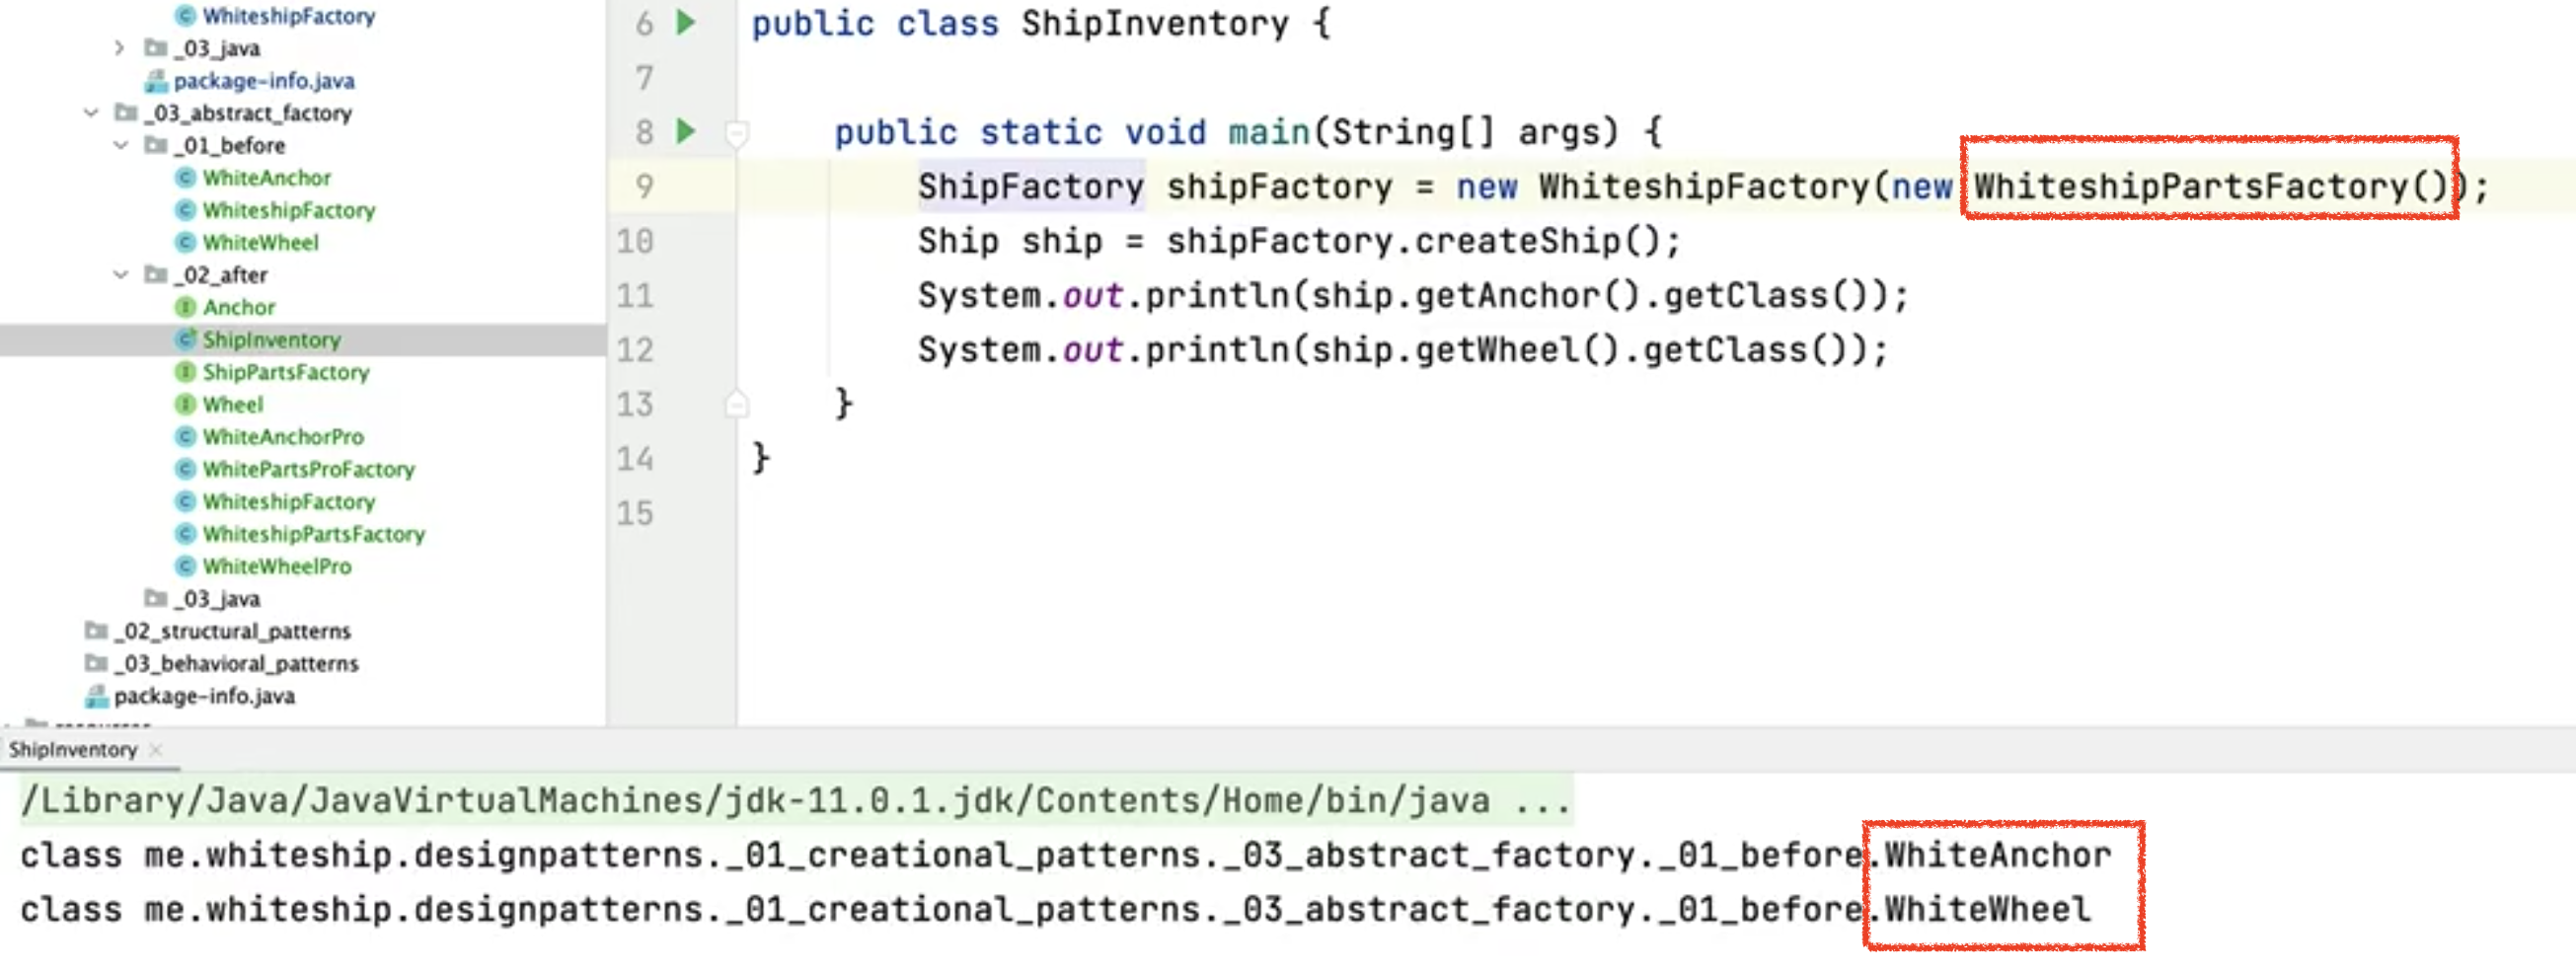 WhiteshipFactory
_03_java
package-info.java
_03_abstract_factory
_01_before
WhiteAnchor
WhiteshipFactory
WhiteWheel
_02_after
Anchor
ShipInventory
ShipPartsFactory
Wheel
WhiteAnchorPro
WhitePartsProFactory
WhiteshipFactory
WhiteshipPartsFactory
WhiteWheelPro
_03_java
_02_structural_patterns
_03_behavioral_patterns
package-info.java
6 public class ShipInventory {
7
8 public static void main(String[] args) {
9 ShipFactory shipFactory = new WhiteshipFactory(new WhiteshipPartsFactory());
10 Ship ship = shipFactory.createShip();
11 System.out.println(ship.getAnchor().getClass());
12 System.out.println(ship.getWheel().getClass());
13 }
14 }
15
ShipInventory
/Library/Java/JavaVirtualMachines/jdk-11.0.1.jdk/Contents/Home/bin/java ...
class me.whiteship.designpatterns._01_creational_patterns._03_abstract_factory._01_before.WhiteAnchor
class me.whiteship.designpatterns._01_creational_patterns._03_abstract_factory._01_before.WhiteWheel